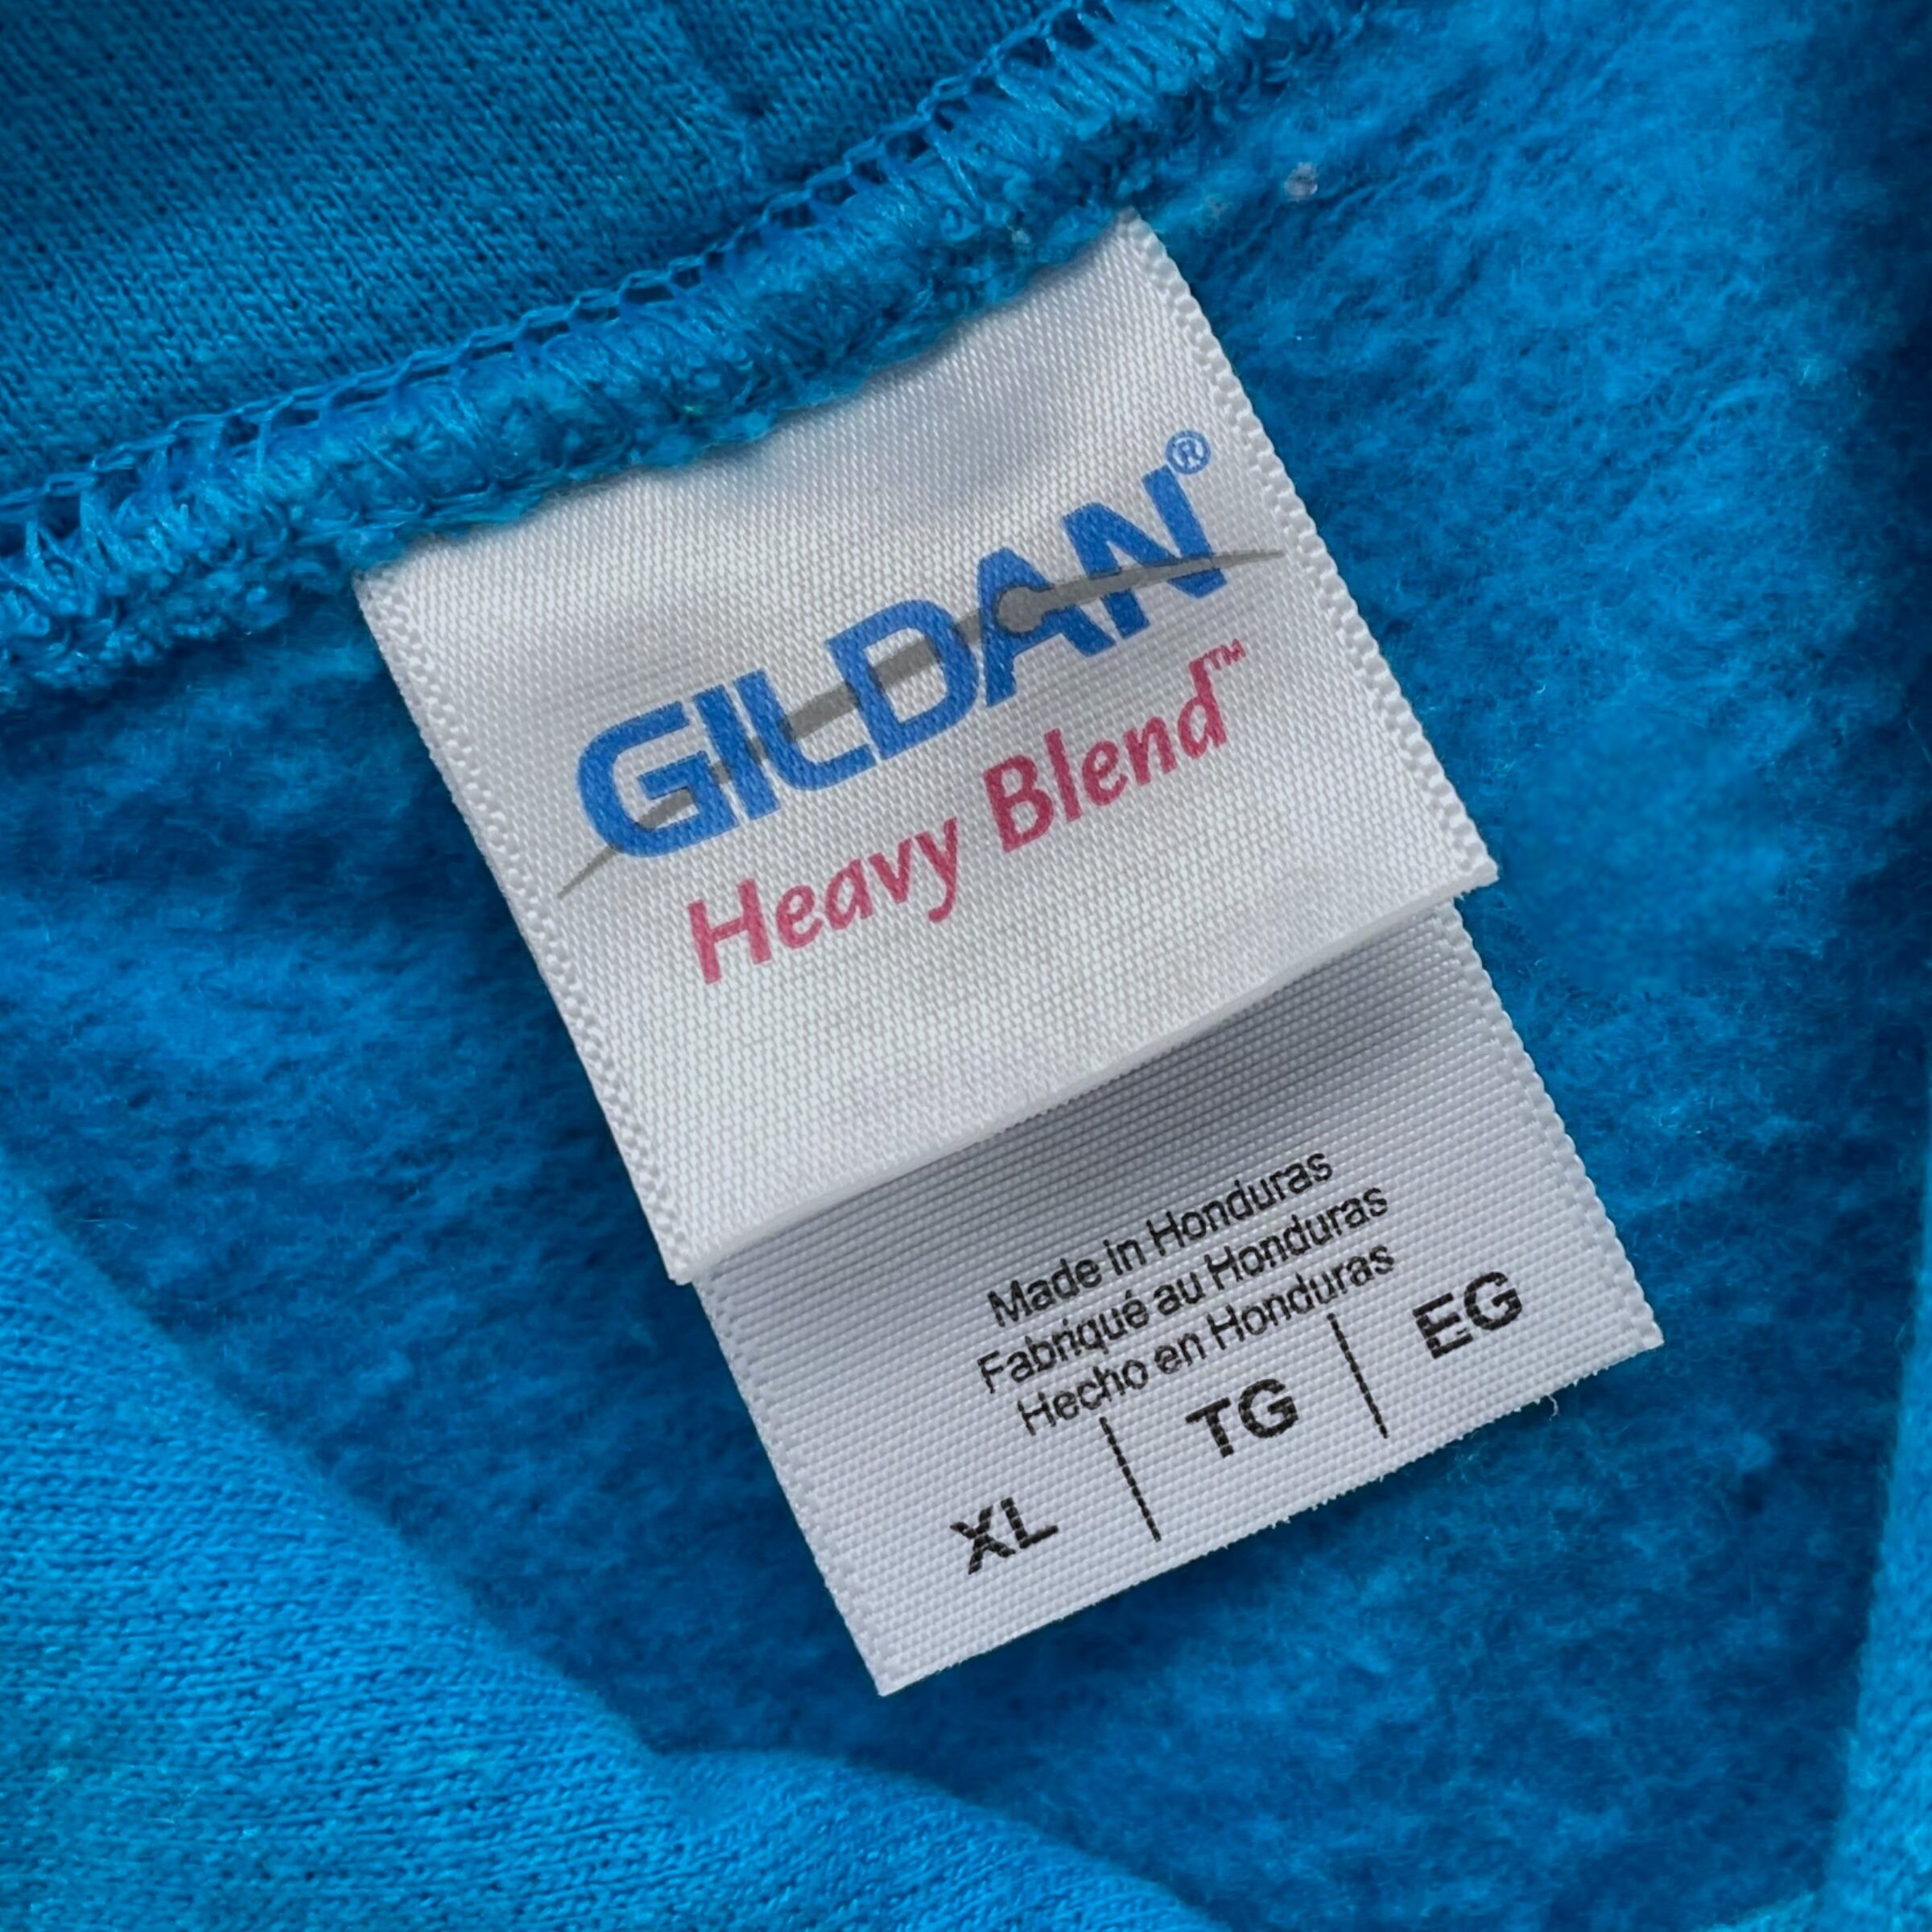 GILDAN®
Heavy Blend™
Made in Honduras
Fabriqué au Honduras
Hecho en Honduras
XL | TG | EG